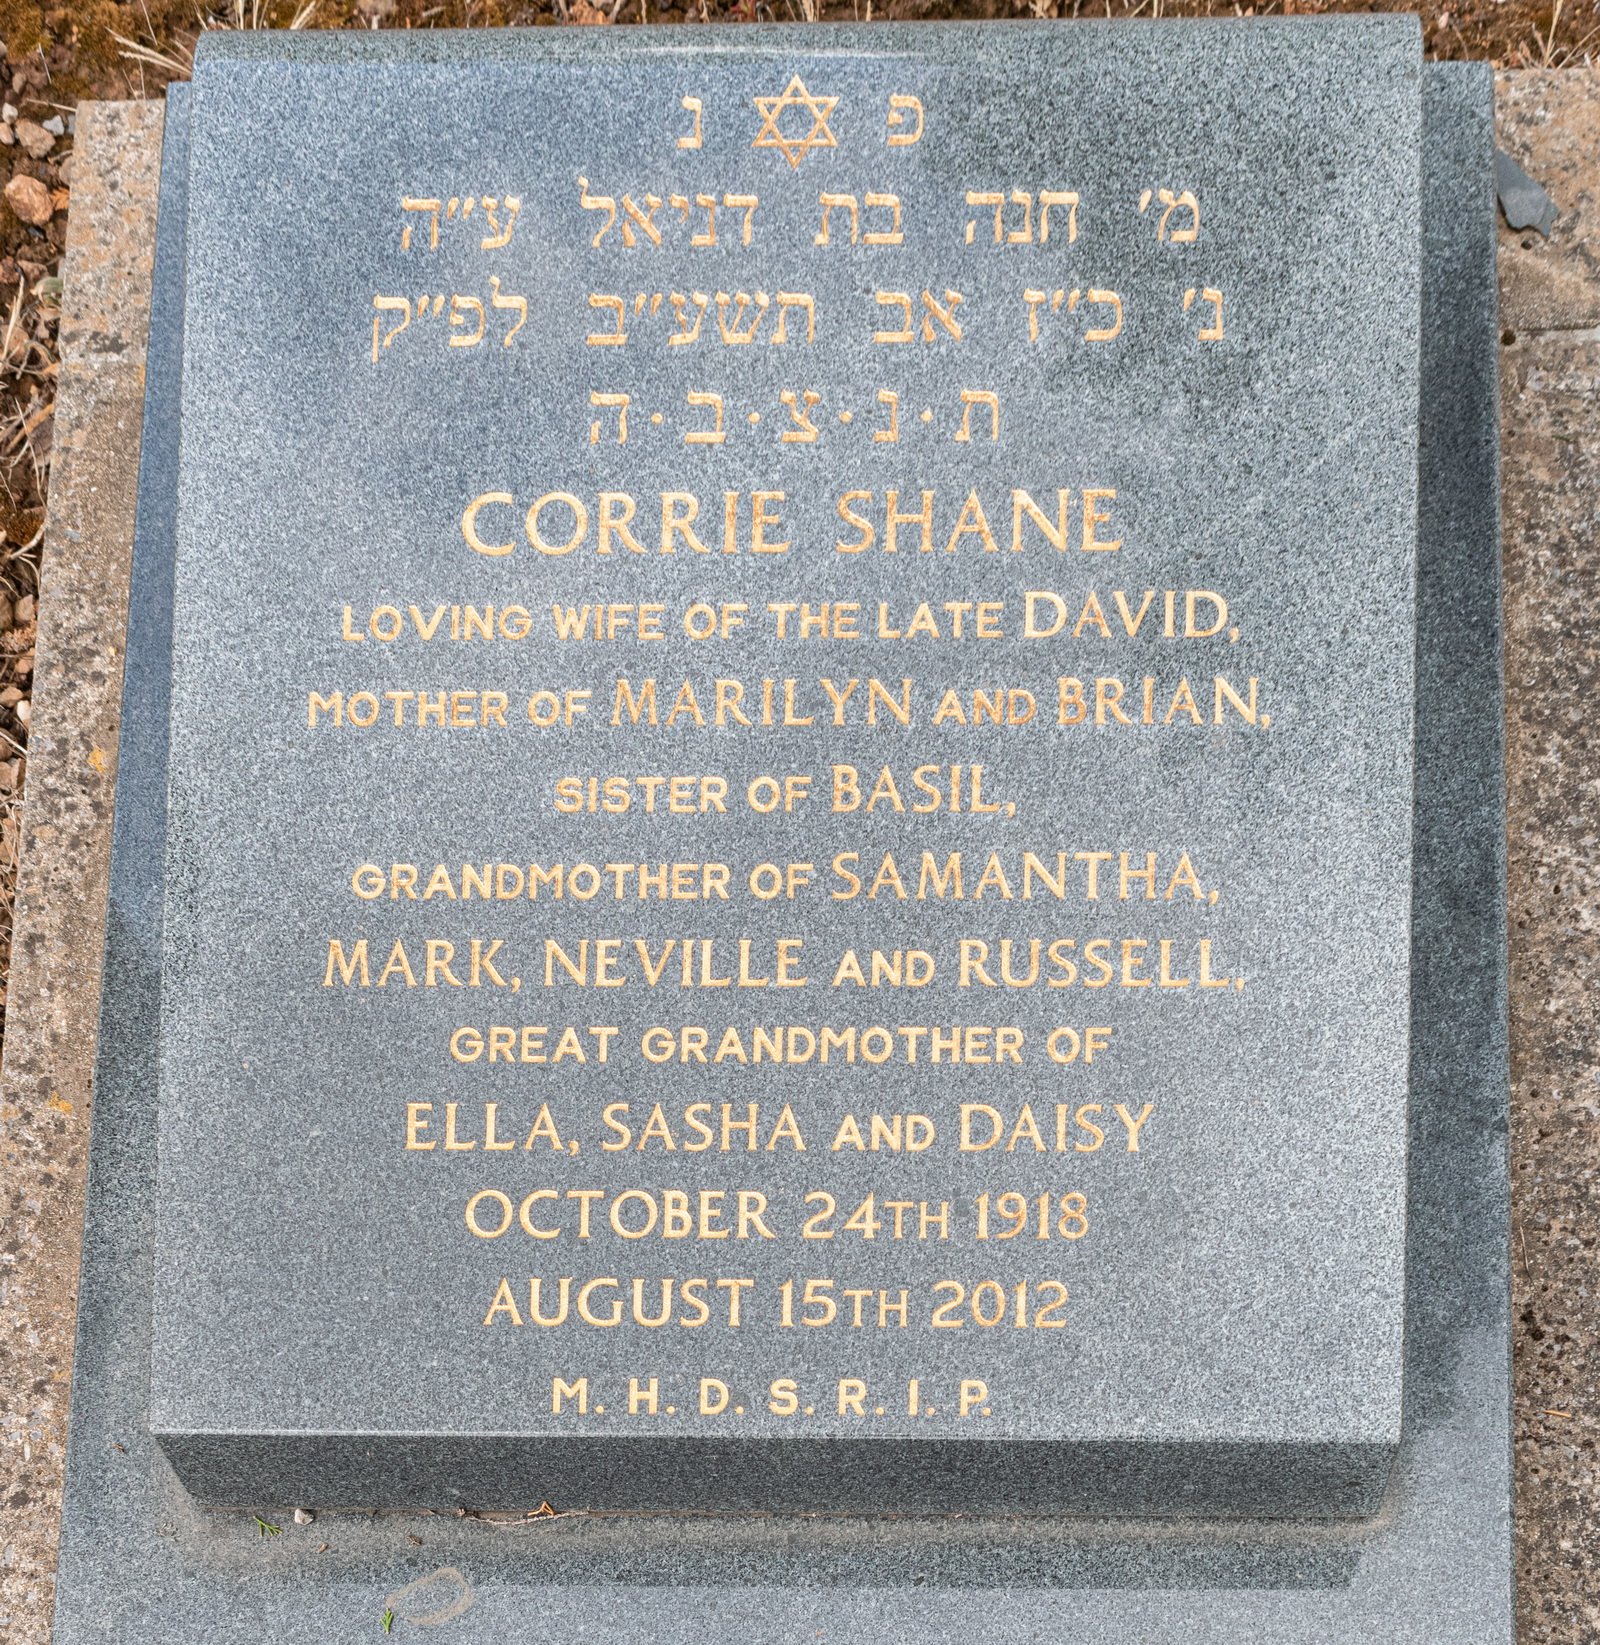 פ נ
מ׳ חנה בת דניאל ע״ה
נ׳ כ״ז אב תשע״ב לפ״ק
ת·נ·צ·ב·ה
CORRIE SHANE
LOVING WIFE OF THE LATE DAVID,
MOTHER OF MARILYN AND BRIAN,
SISTER OF BASIL,
GRANDMOTHER OF SAMANTHA,
MARK, NEVILLE AND RUSSELL,
GREAT GRANDMOTHER OF
ELLA, SASHA AND DAISY
OCTOBER 24TH 1918
AUGUST 15TH 2012
M. H. D. S. R. I. P.